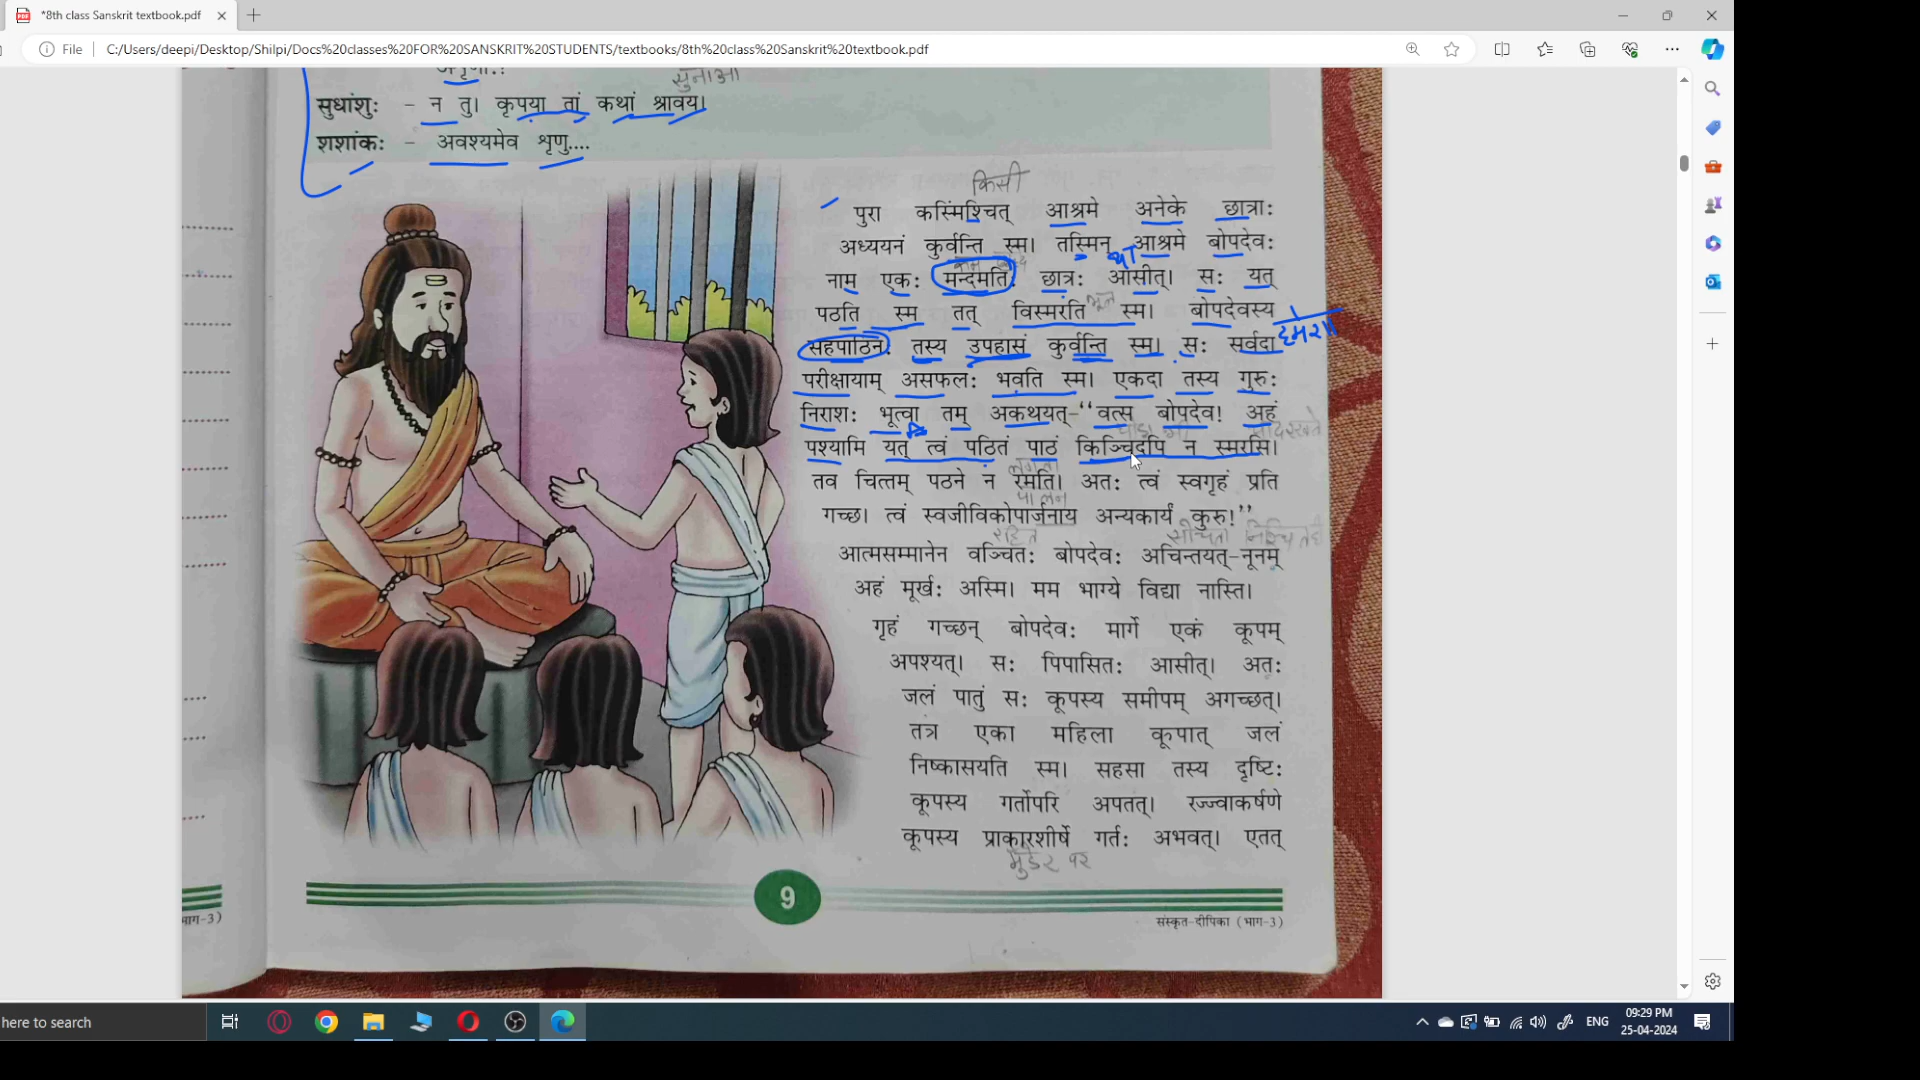 *8th class Sanskrit textbook.pdf
File
C:/Users/deepi/Desktop/Shilpi/Docs%20classes%20FOR%20SANSKRIT%20STUDENTS/textbooks/8th%20class%20Sanskrit%20textbook.pdf
सुनाओ
सुधांशुः - न तु। कृपया तां कथां श्रावय।
शशांकः - अवश्यमेव श्रृणु....
किसी
पुरा कस्मिंश्चित् आश्रमे अनेके छात्राः
अध्ययनं कुर्वन्ति स्म। तस्मिन् आश्रमे बोपदेवः
था
नाम एकः मन्दमतिः छात्रः आसीत्। सः यत्
भूल
पठति स्म तत् विस्मरति स्म। बोपदेवस्य
हमेशा
सहपाठिनः तस्य उपहासं कुर्वन्ति स्म। सः सर्वदा
परीक्षायाम् असफलः भवति स्म। एकदा तस्य गुरुः
निराशः भूत्वा तम् अकथयत्-“वत्स बोपदेव! अहं
थोड़ा भी
पश्यामि यत् त्वं पठितं पाठं किञ्चिदपि न स्मरसि।
लगता
तव चित्तम् पठने न रमति। अतः त्वं स्वगृहं प्रति
पालन
गच्छ। त्वं स्वजीविकोपार्जनाय अन्यकार्यं कुरु!”
रहित सोचता निश्चित ही
आत्मसम्मानेन वञ्चितः बोपदेवः अचिन्तयत्-नूनम्
अहं मूर्खः अस्मि। मम भाग्ये विद्या नास्ति।
गृहं गच्छन् बोपदेवः मार्गे एकं कूपम्
अपश्यत्। सः पिपासितः आसीत्। अतः
जलं पातुं सः कूपस्य समीपम् अगच्छत्।
तत्र एका महिला कूपात् जलं
निष्कासयति स्म। सहसा तस्य दृष्टिः
कूपस्य गर्तोपरि अपतत्। रज्ज्वाकर्षणे
कूपस्य प्राकारशीर्षे गर्तः अभवत्। एतत्
मुंडेर पर
9
भाग-3)
संस्कृत-दीपिका (भाग-3)
here to search
ENG
09:29 PM
25-04-2024